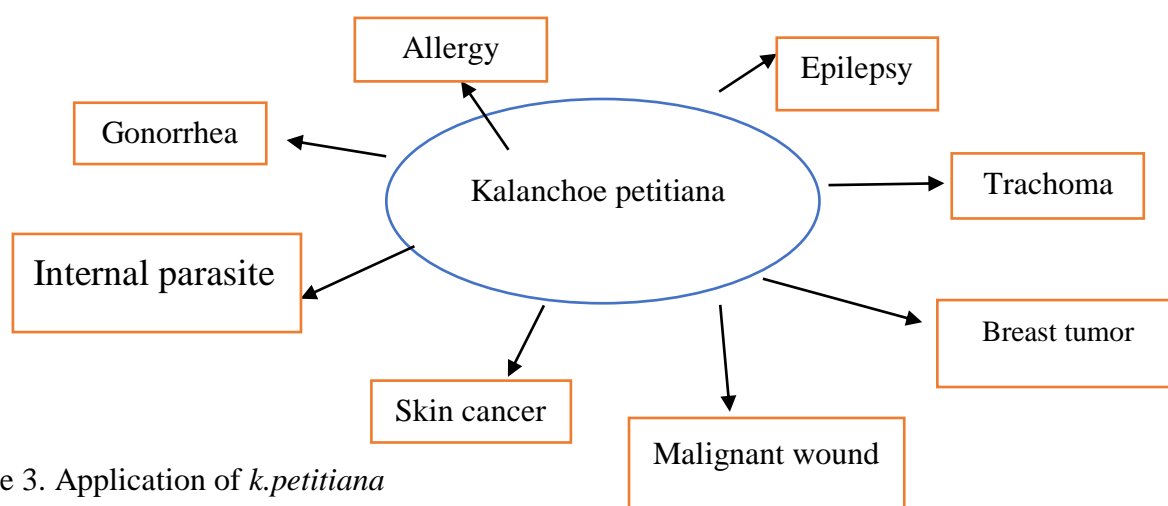 Allergy
Epilepsy
Gonorrhea
Kalanchoe petitiana
Trachoma
Internal parasite
Breast tumor
Skin cancer
Malignant wound
e 3. Application of k.petitiana